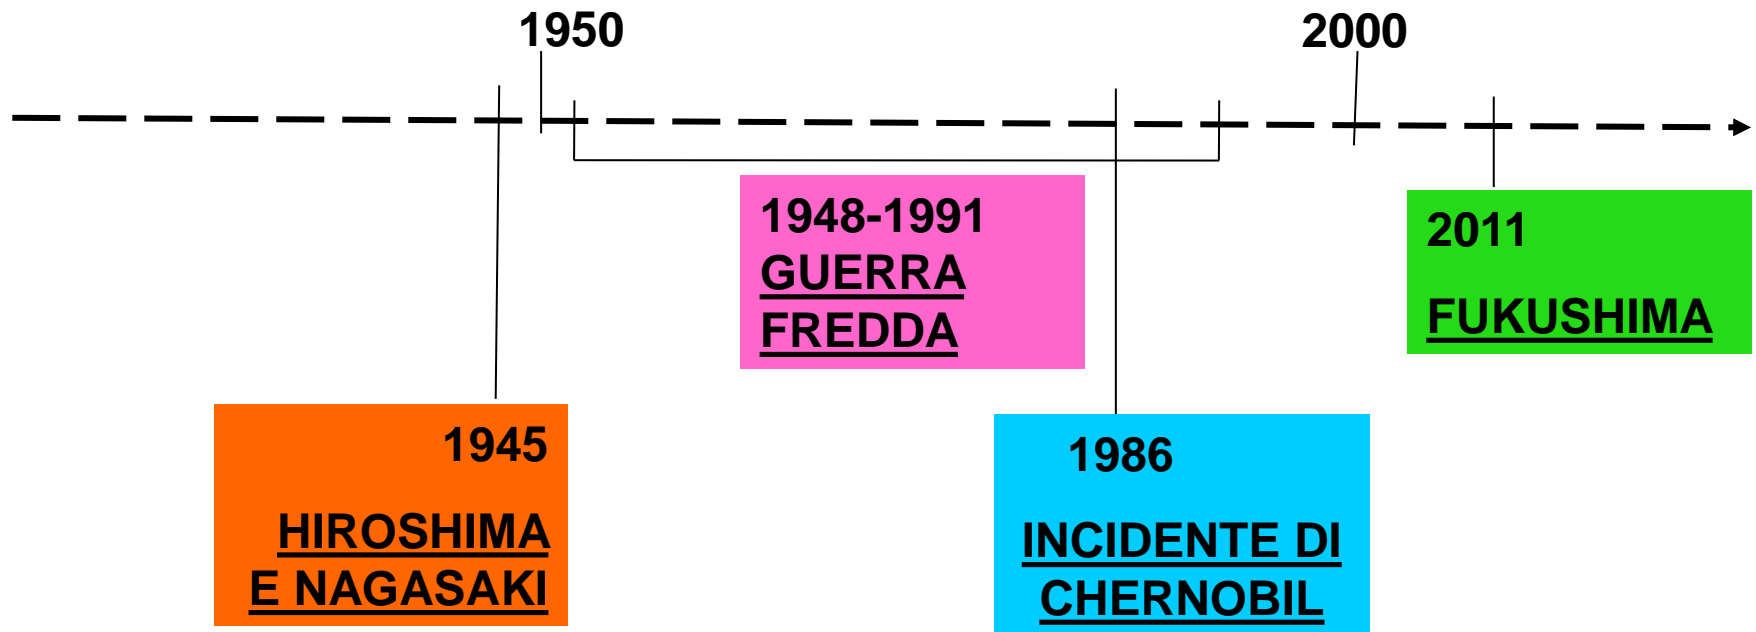 1950
2000
1948-1991
GUERRA
FREDDA
2011
FUKUSHIMA
1945
HIROSHIMA
E NAGASAKI
1986
INCIDENTE DI
CHERNOBIL